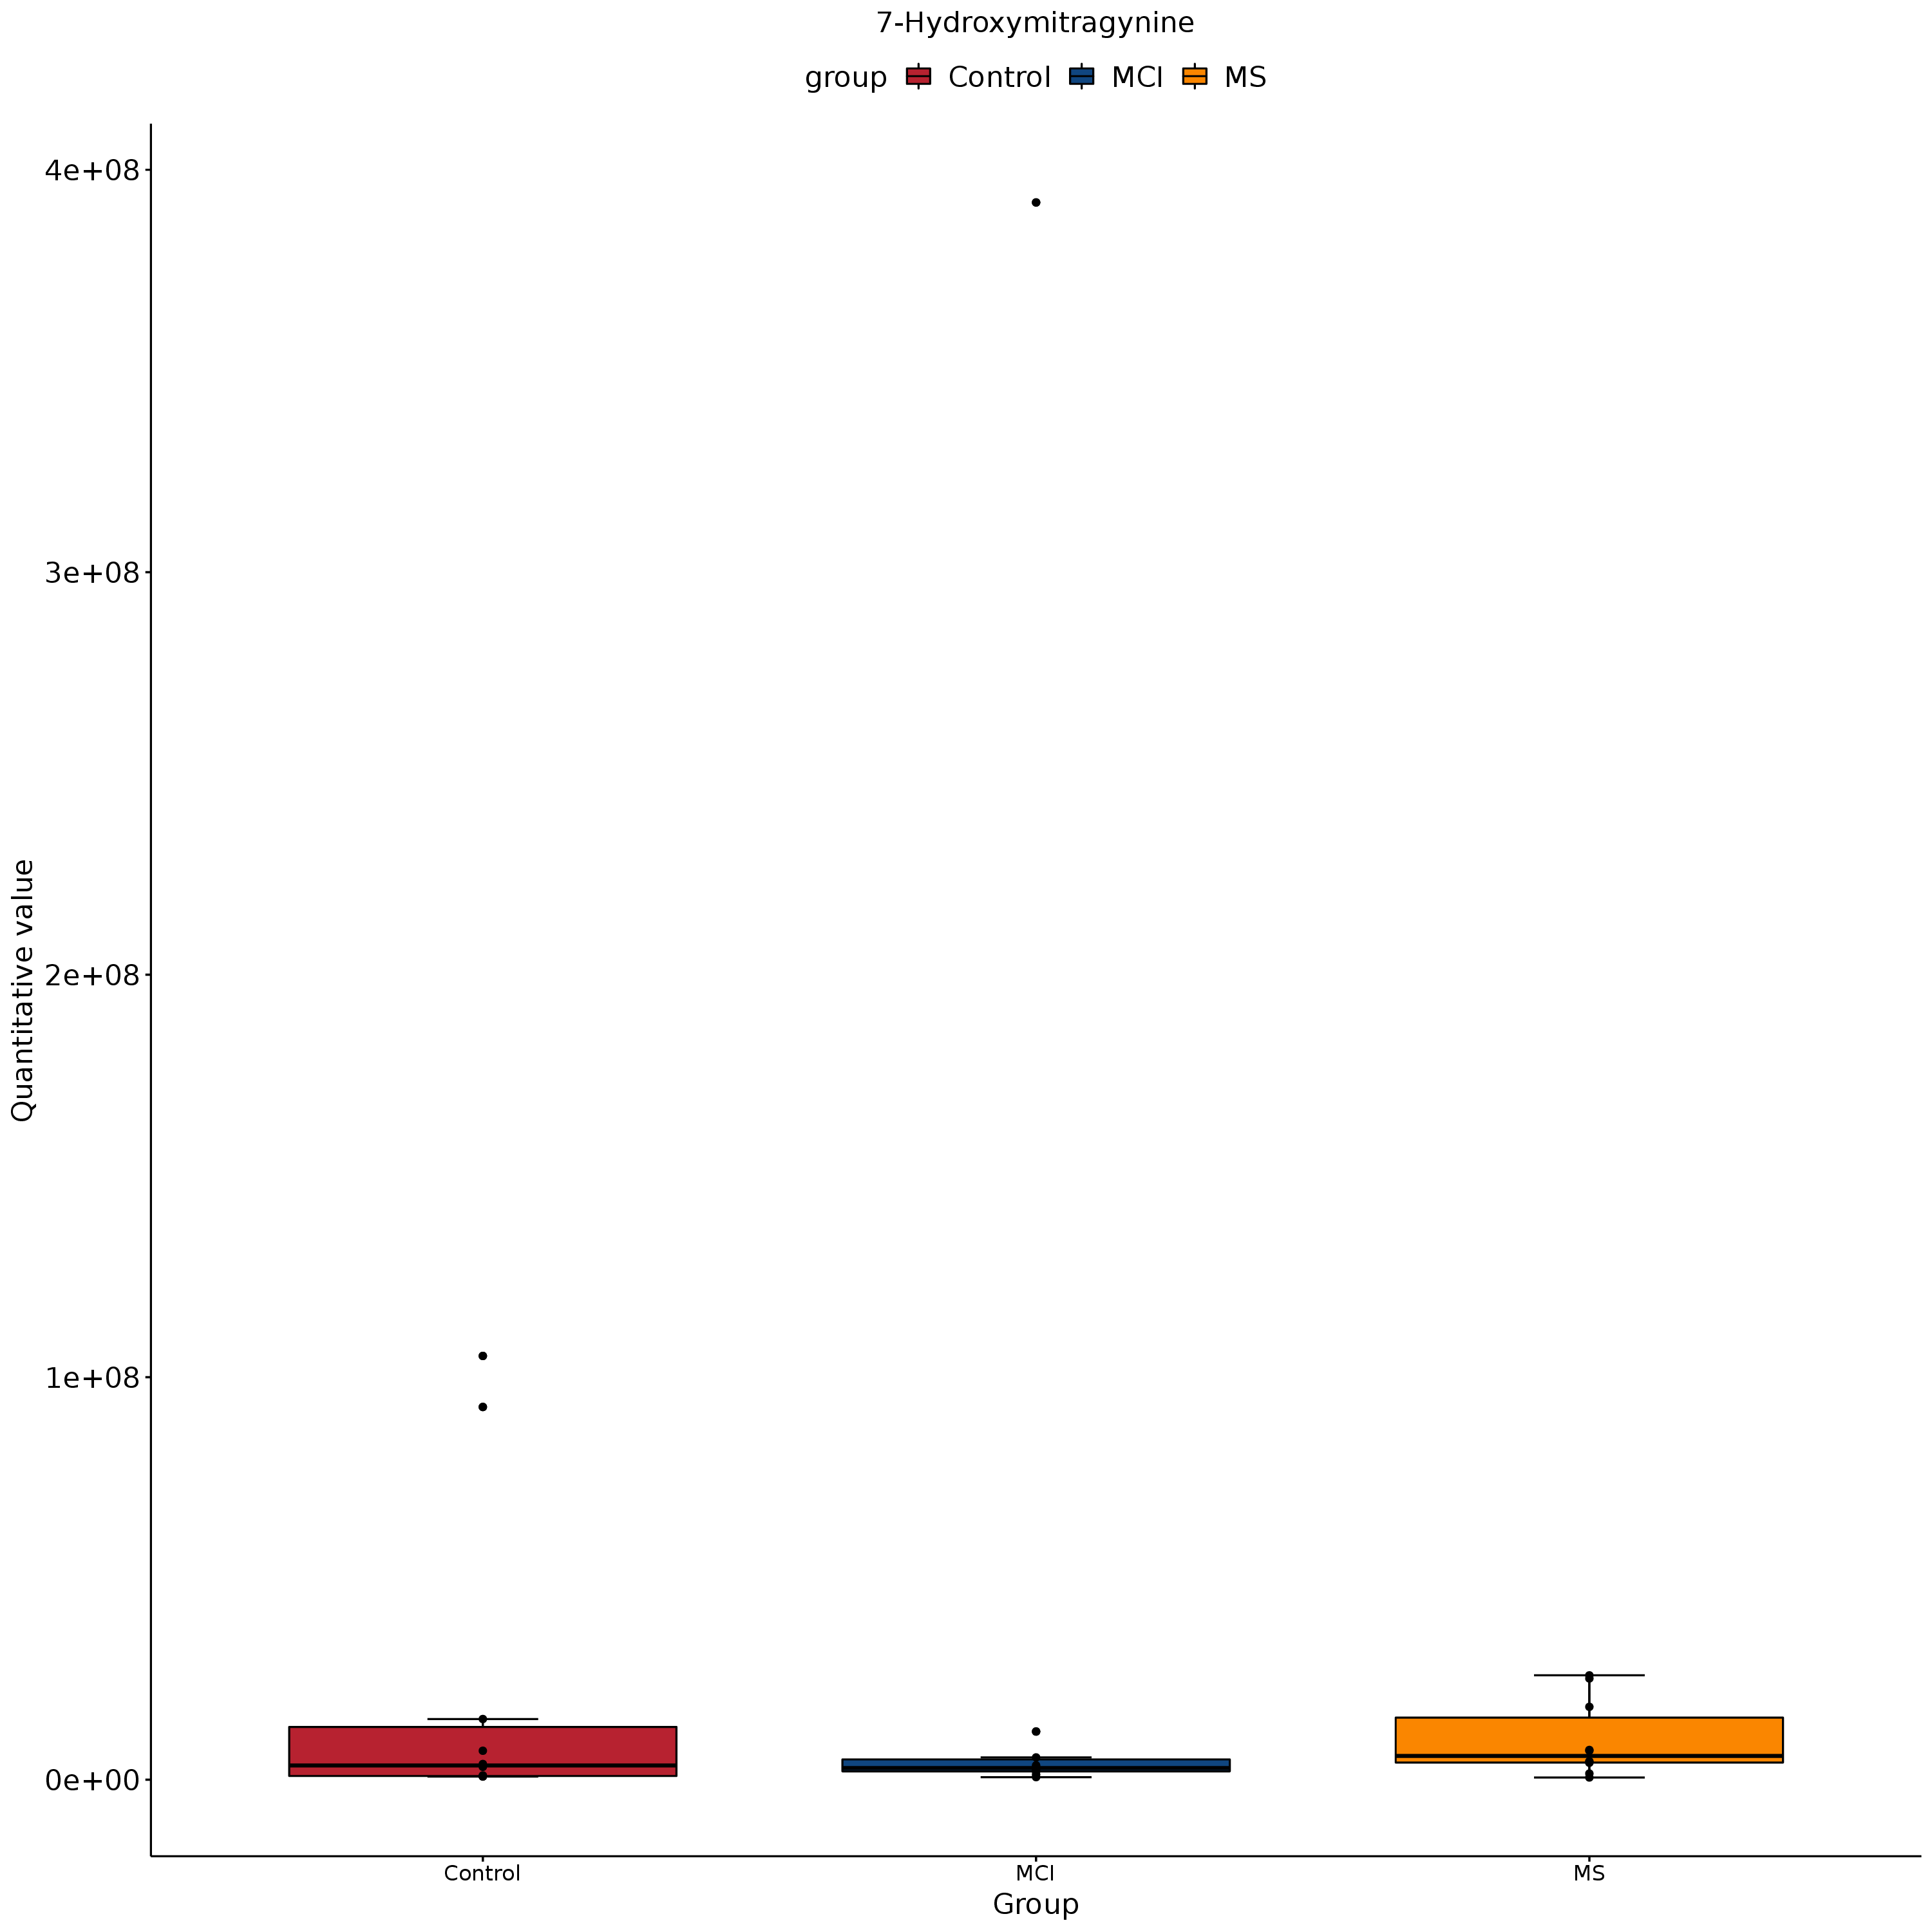 7-Hydroxymitragynine
group Control MCI MS
4e+08
3e+08
2e+08
1e+08
0e+00
Quantitative value
Control MCI MS
Group